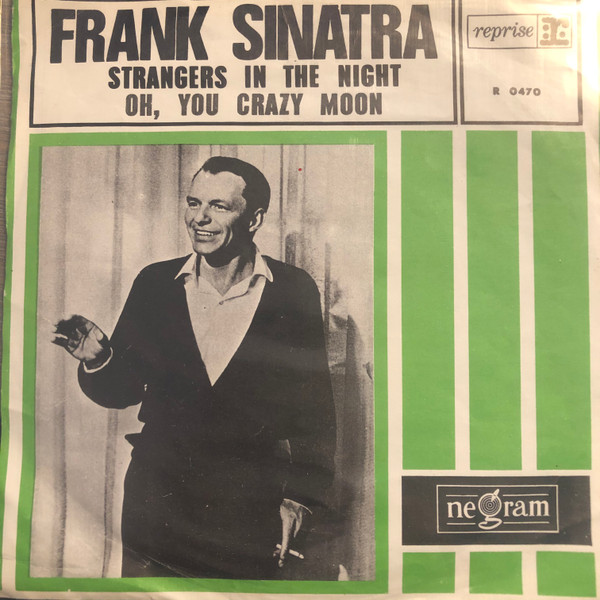 FRANK SINATRA
STRANGERS IN THE NIGHT
OH, YOU CRAZY MOON
reprise
R 0470
negram